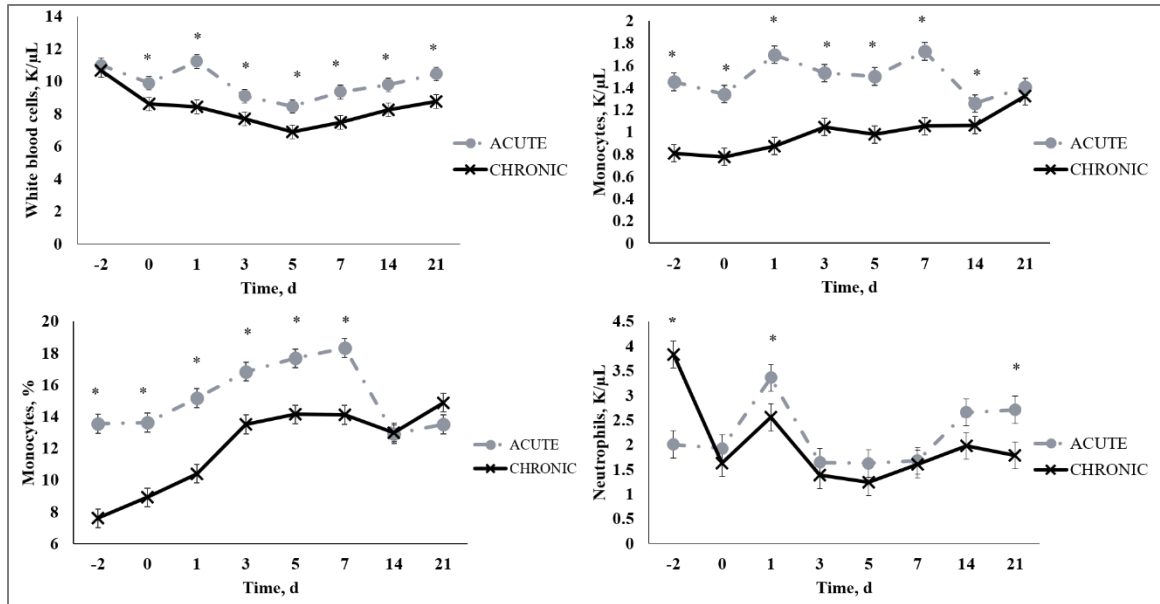 White blood cells, K/µL
16
14
12
10
8
6
4
2
0
* * * * * * *
ACUTE
CHRONIC
-2 0 1 3 5 7 14 21
Time, d
Monocytes, K/µL
2
1.8
1.6
1.4
1.2
1
0.8
0.6
0.4
0.2
0
* * * * * * *
ACUTE
CHRONIC
-2 0 1 3 5 7 14 21
Time, d
Monocytes, %
20
18
16
14
12
10
8
6
* * * * * *
ACUTE
CHRONIC
-2 0 1 3 5 7 14 21
Time, d
Neutrophils, K/µL
4.5
4
3.5
3
2.5
2
1.5
1
0.5
0
* * *
ACUTE
CHRONIC
-2 0 1 3 5 7 14 21
Time, d